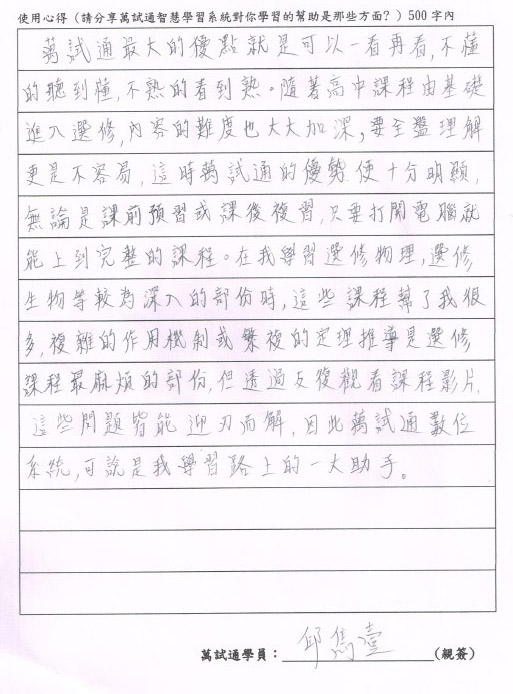 使用心得（請分享萬試通智慧學習系統對你學習的幫助是那些方面？）500 字內
萬試通最大的優點就是可以一看再看,不懂
的聽到懂,不熟的看到熟。隨著高中課程由基礎
進入選修,內容的難度也大大加深,要全盤理解
更是不容易,這時萬試通的優勢便十分明顯,
無論是課前預習或課後複習,只要打開電腦就
能上到完整的課程。在我學習選修物理,選修
生物等較為深入的部份時,這些課程幫了我很
多,複雜的作用機制或繁複的定理推導是選修
課程最麻煩的部份,但透過反復觀看課程影片,
這些問題皆能迎刃而解,因此萬試通數位
系統,可說是我學習路上的一大助手。
萬試通學員：邱雋臺(親簽)